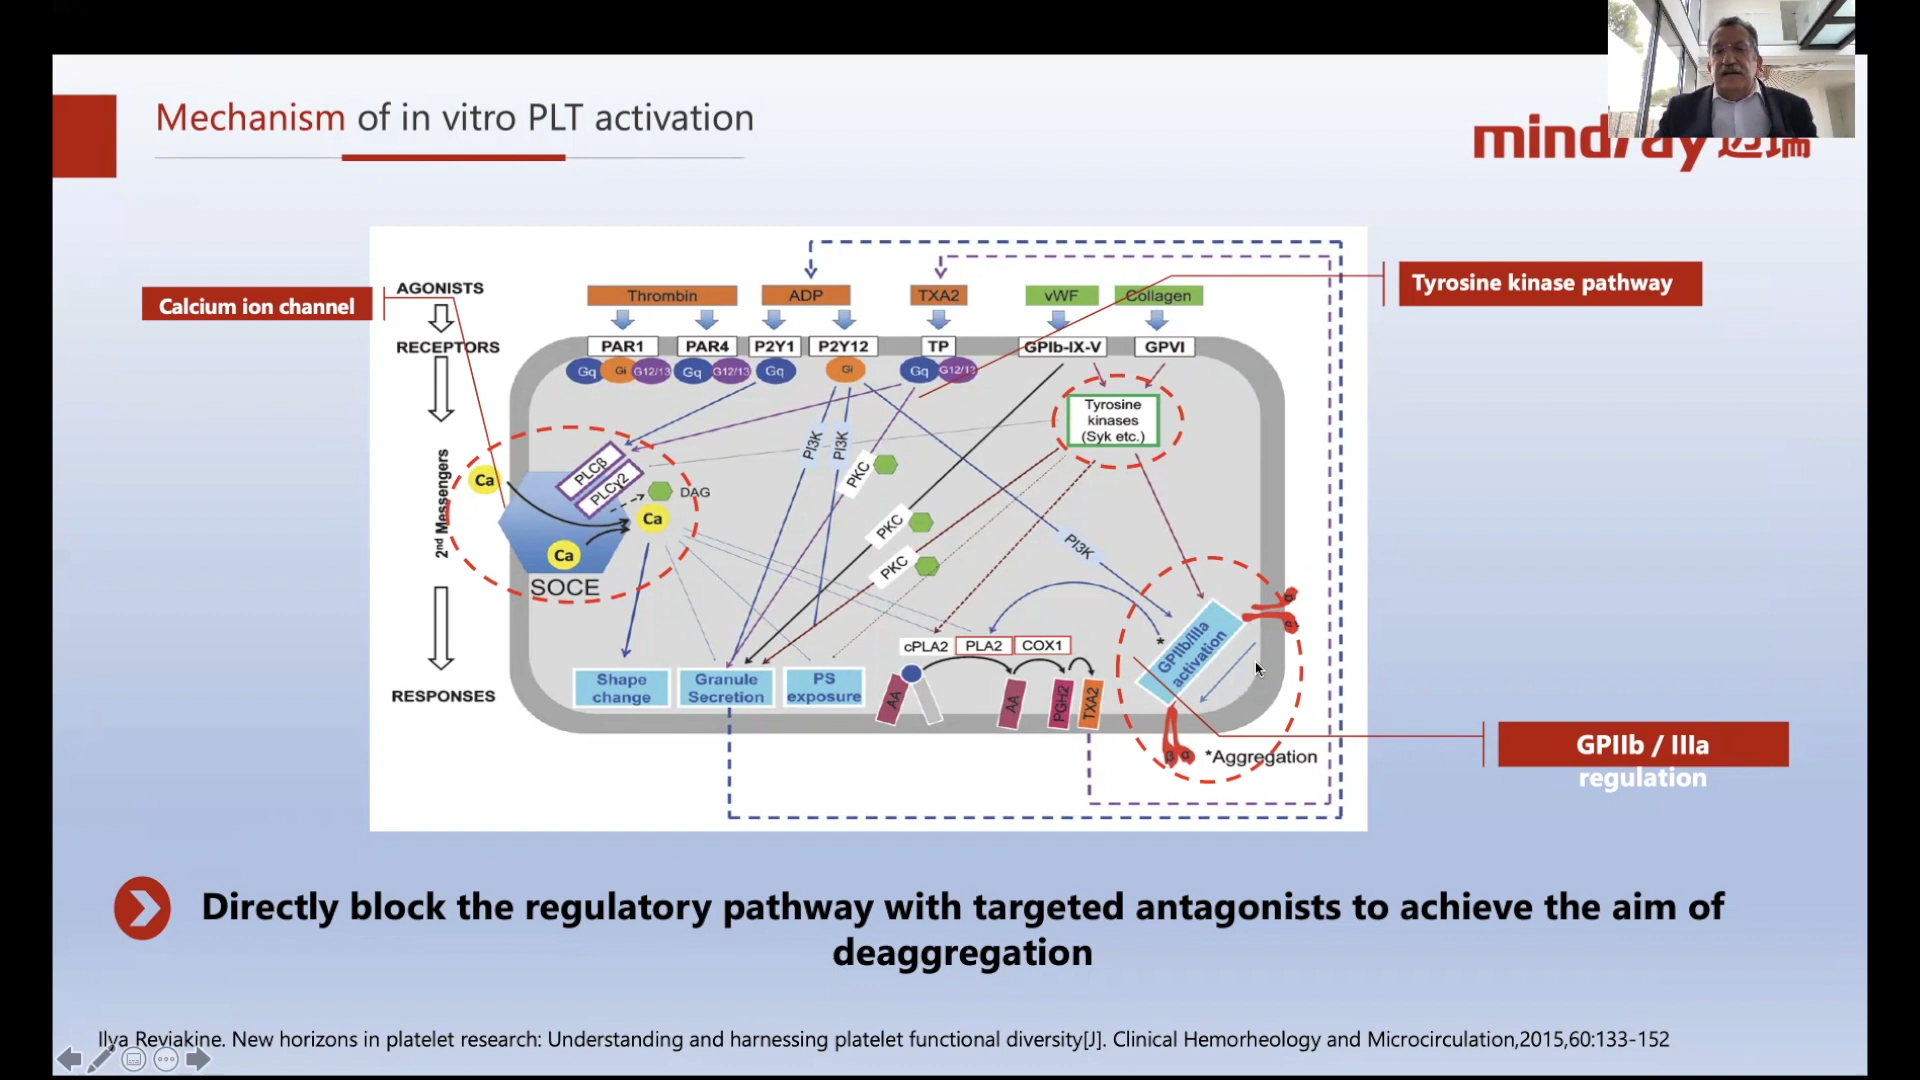 Mechanism of in vitro PLT activation
mindray 迈瑞
Calcium ion channel
Tyrosine kinase pathway
AGONISTS
Thrombin
ADP
TXA2
vWF
Collagen
RECEPTORS
PAR1
PAR4
P2Y1
P2Y12
TP
GPIb-IX-V
GPVI
Gq
Gi
G12/13
Gq
G12/13
Gq
Gi
Gq
G12/13
Tyrosine
kinases
(Syk etc.)
2nd Messengers
Ca
PLCβ
PLCγ2
DAG
Ca
Ca
SOCE
PI3K
PI3K
PKC
PKC
PKC
PI3K
RESPONSES
Shape
change
Granule
Secretion
PS
exposure
cPLA2
PLA2
COX1
AA
AA
PGH2
TXA2
*
GPIIb/IIIa
activation
α
β
α
*Aggregation
GPIIb / IIIa
regulation
Directly block the regulatory pathway with targeted antagonists to achieve the aim of
deaggregation
Ilya Reviakine. New horizons in platelet research: Understanding and harnessing platelet functional diversity[J]. Clinical Hemorheology and Microcirculation,2015,60:133-152